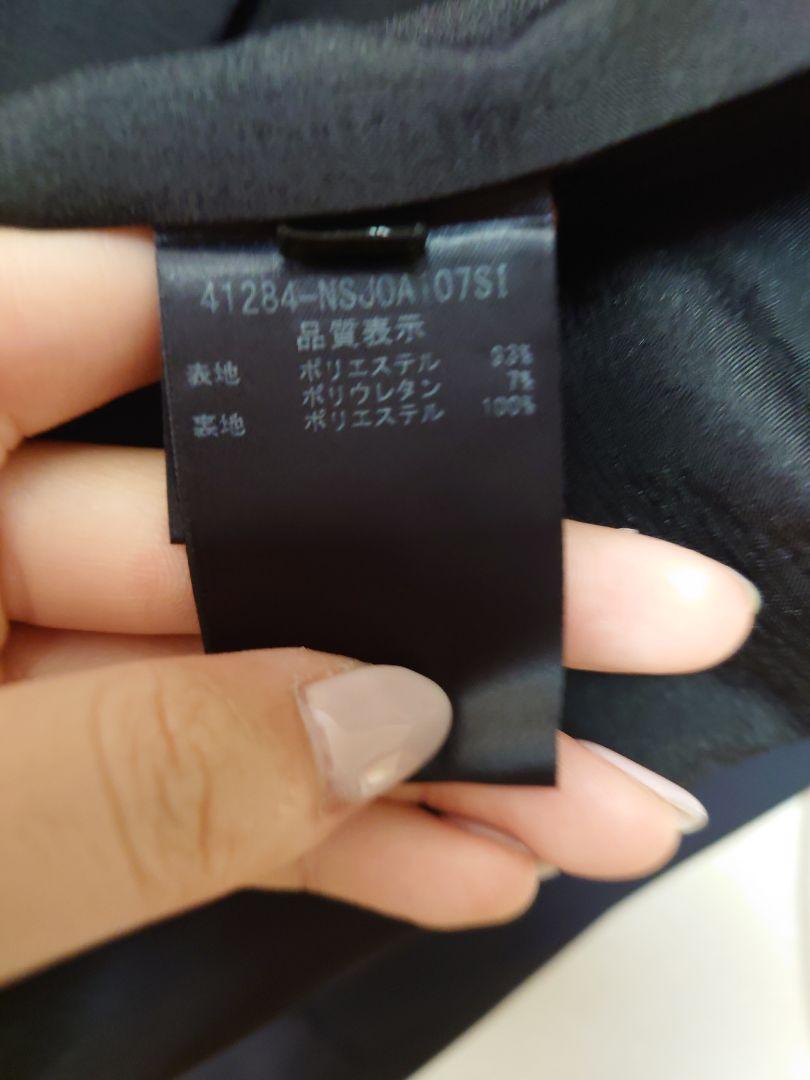 41284-NSJ0A107SI
品質表示
表地 ポリエステル 93%
ポリウレタン 7%
裏地 ポリエステル 100%